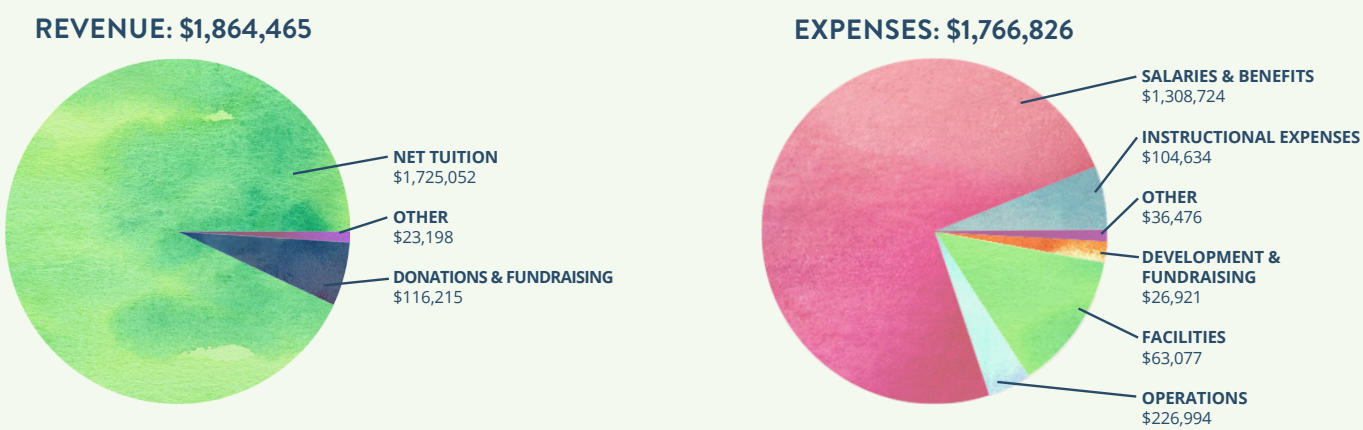 REVENUE: $1,864,465
NET TUITION
$1,725,052
OTHER
$23,198
DONATIONS & FUNDRAISING
$116,215
EXPENSES: $1,766,826
SALARIES & BENEFITS
$1,308,724
INSTRUCTIONAL EXPENSES
$104,634
OTHER
$36,476
DEVELOPMENT &
FUNDRAISING
$26,921
FACILITIES
$63,077
OPERATIONS
$226,994